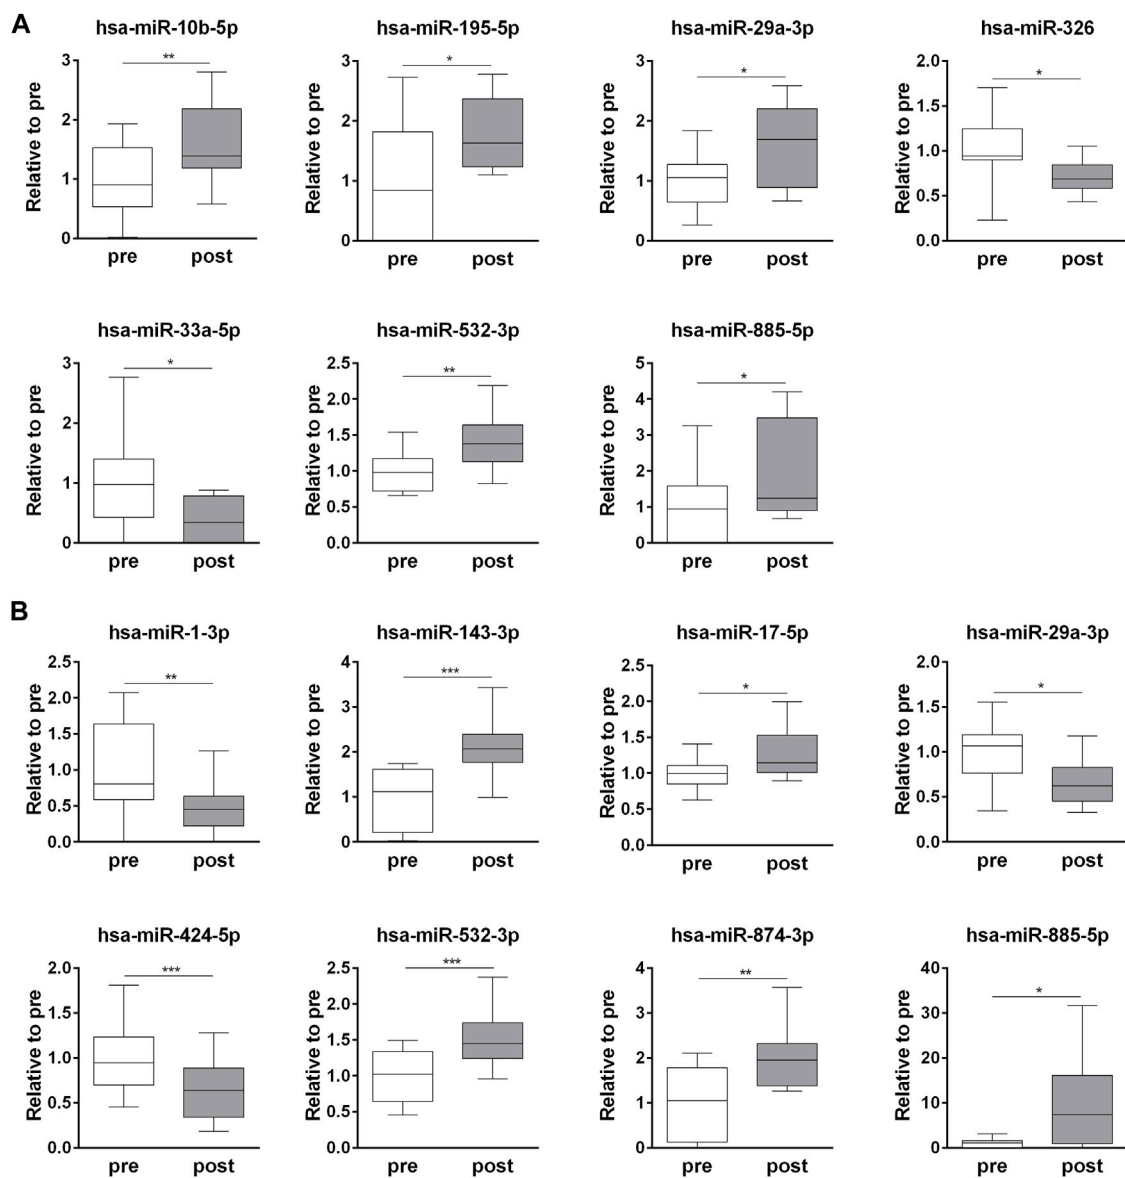 A
hsa-miR-10b-5p
Relative to pre
3
2
1
0
**
pre post
hsa-miR-195-5p
Relative to pre
3
2
1
0
*
pre post
hsa-miR-29a-3p
Relative to pre
3
2
1
0
*
pre post
hsa-miR-326
Relative to pre
2.0
1.5
1.0
0.5
0.0
*
pre post
hsa-miR-33a-5p
Relative to pre
3
2
1
0
*
pre post
hsa-miR-532-3p
Relative to pre
2.5
2.0
1.5
1.0
0.5
0.0
**
pre post
hsa-miR-885-5p
Relative to pre
5
4
3
2
1
0
*
pre post
B
hsa-miR-1-3p
Relative to pre
2.5
2.0
1.5
1.0
0.5
0.0
**
pre post
hsa-miR-143-3p
Relative to pre
4
3
2
1
0
***
pre post
hsa-miR-17-5p
Relative to pre
2.5
2.0
1.5
1.0
0.5
0.0
*
pre post
hsa-miR-29a-3p
Relative to pre
2.0
1.5
1.0
0.5
0.0
*
pre post
hsa-miR-424-5p
Relative to pre
2.0
1.5
1.0
0.5
0.0
***
pre post
hsa-miR-532-3p
Relative to pre
2.5
2.0
1.5
1.0
0.5
0.0
***
pre post
hsa-miR-874-3p
Relative to pre
4
3
2
1
0
**
pre post
hsa-miR-885-5p
Relative to pre
40
30
20
10
0
*
pre post